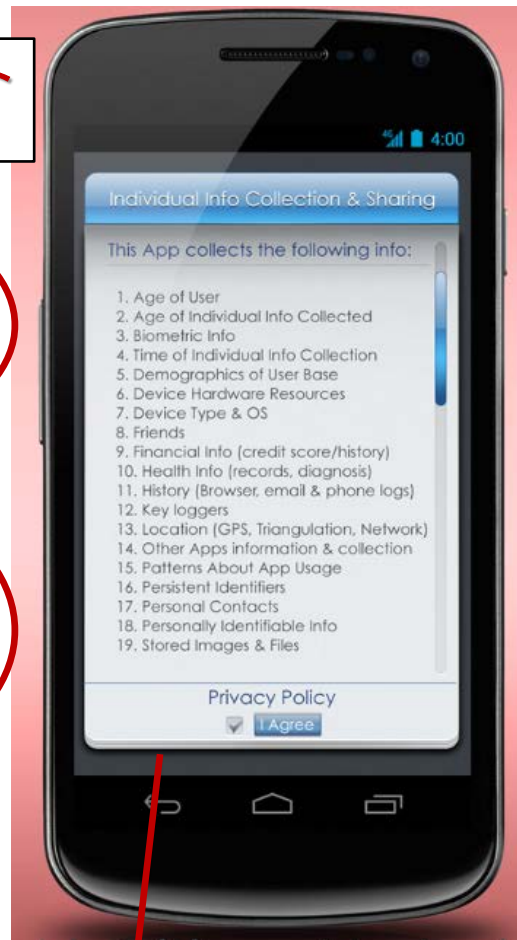 4G 4:00
Individual Info Collection & Sharing
This App collects the following info:
1. Age of User
2. Age of Individual Info Collected
3. Biometric Info
4. Time of Individual Info Collection
5. Demographics of User Base
6. Device Hardware Resources
7. Device Type & OS
8. Friends
9. Financial Info (credit score/history)
10. Health Info (records, diagnosis)
11. History (Browser, email & phone logs)
12. Key loggers
13. Location (GPS, Triangulation, Network)
14. Other Apps information & collection
15. Patterns About App Usage
16. Persistent Identifiers
17. Personal Contacts
18. Personally Identifiable Info
19. Stored Images & Files
Privacy Policy
I Agree